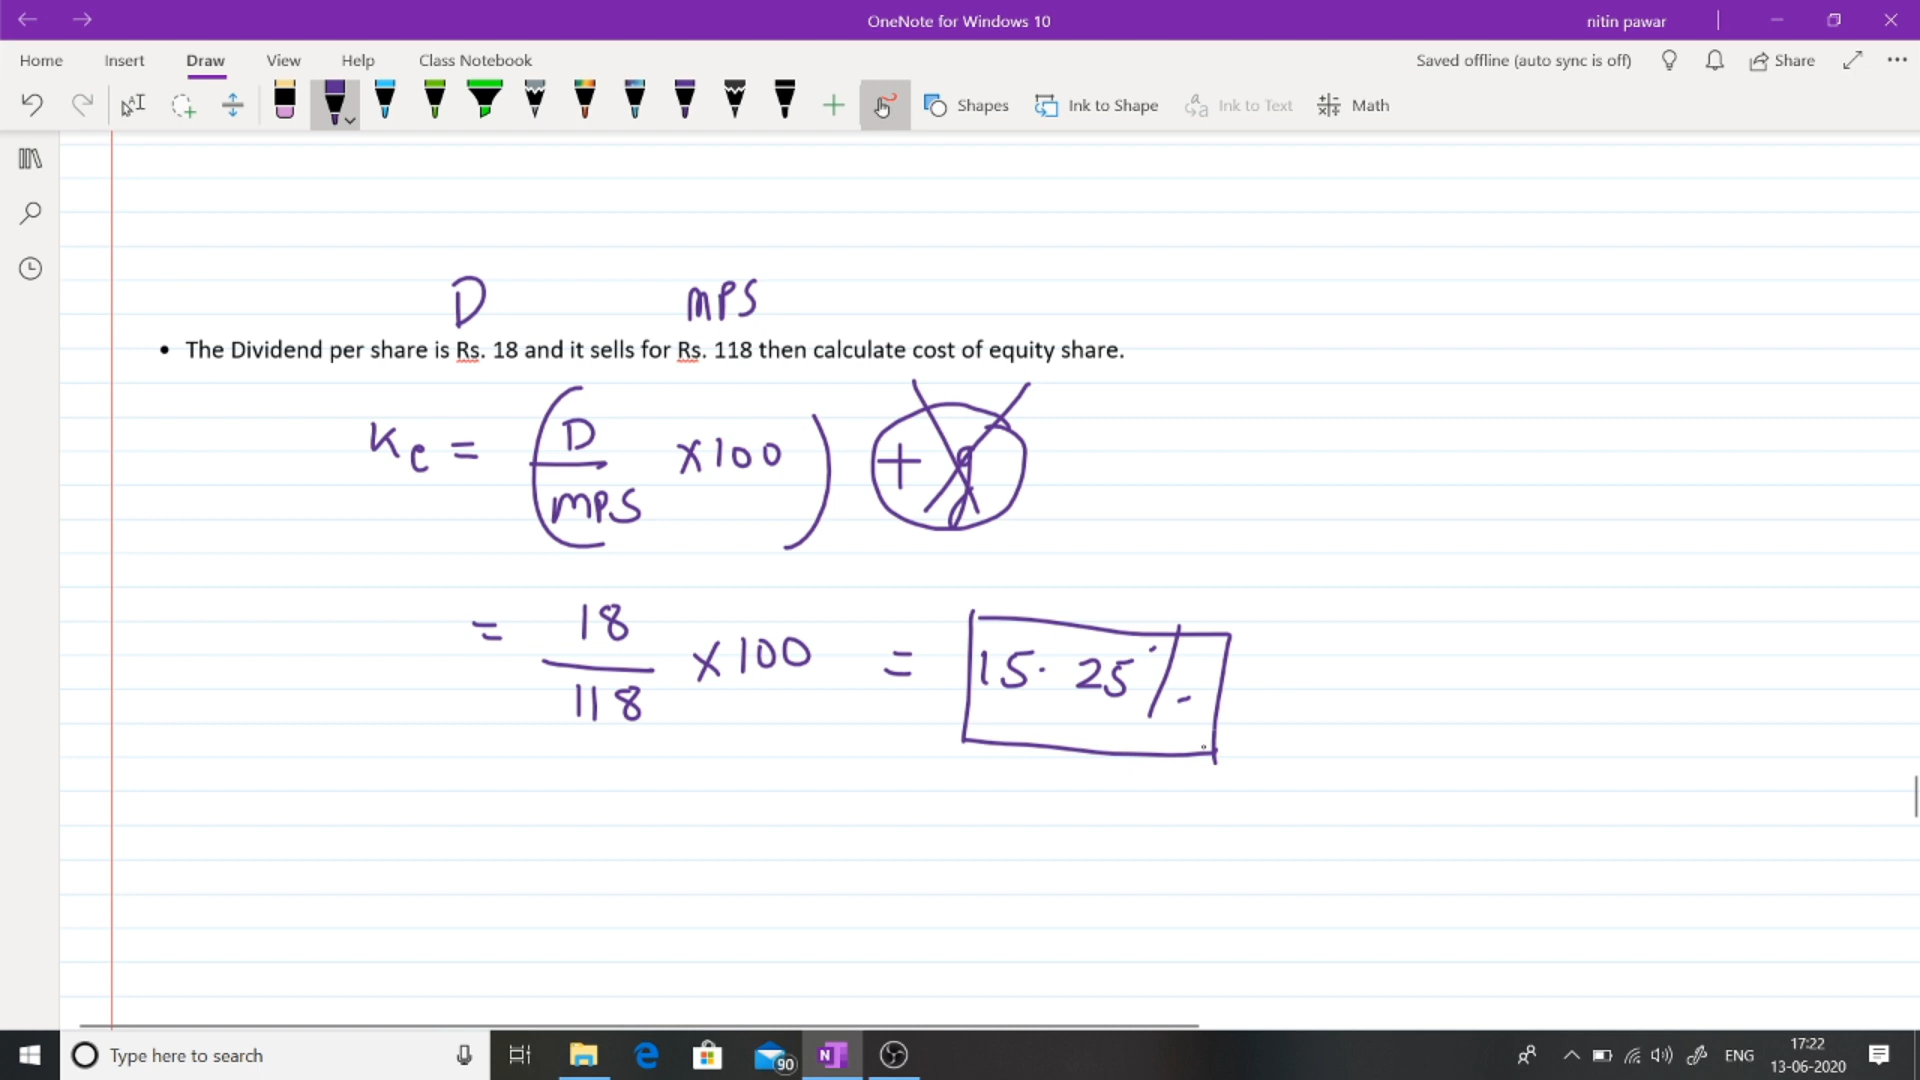 OneNote for Windows 10
nitin pawar
Home Insert Draw View Help Class Notebook
Saved offline (auto sync is off) Share
Shapes Ink to Shape Ink to Text Math
D MPS
• The Dividend per share is Rs. 18 and it sells for Rs. 118 then calculate cost of equity share.
Ke = (D/MPS × 100) + g
= 18/118 × 100 = 15.25%.
Type here to search
90
ENG
17:22
13-06-2020